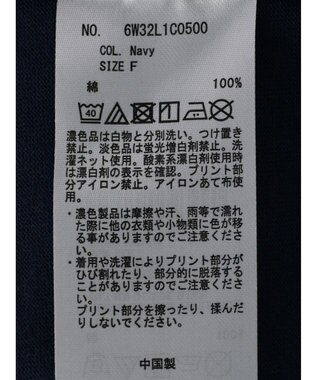 NO. 6W32L1C0500
COL. Navy
SIZE F
綿 100%
40
濃色品は白物と分別洗い。つけ置き
禁止。淡色品は蛍光増白剤禁止。洗
濯ネット使用。酸素系漂白剤使用時
は漂白剤の表示を確認。プリント部
分アイロン禁止。アイロンあて布使
用。
・濃色製品は摩擦や汗、雨等で濡れ
た際に他の衣類や小物類に色が移
る事がありますのでご注意くださ
い。
・着用や洗濯によりプリント部分が
ひび割れたり、部分的に脱落する
ことがありますのでご注意くださ
い。
プリント部分を擦ったり、揉んだ
りしないでください。
中国製